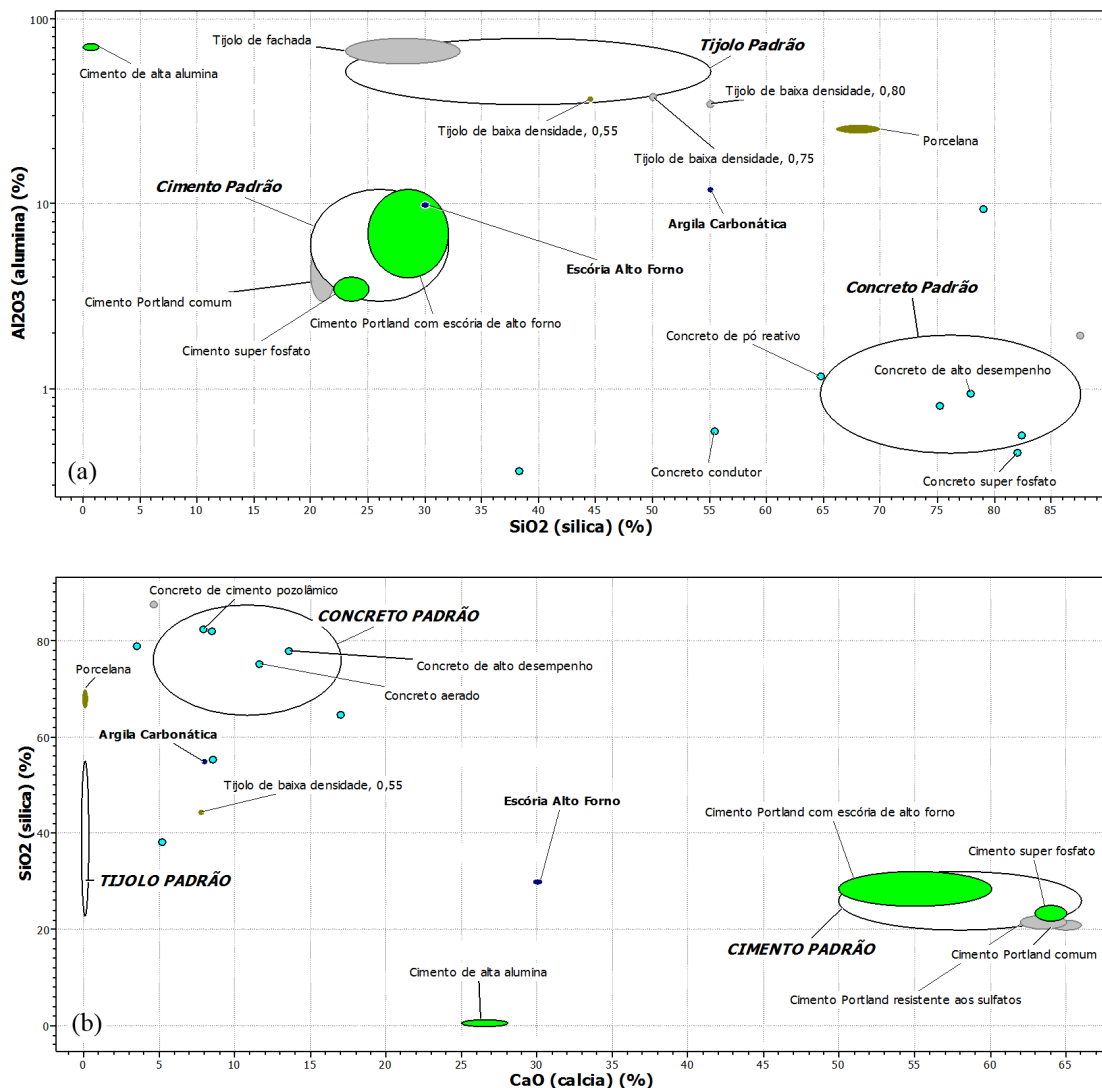 100
Tijolo de fachada
Tijolo Padrão
Cimento de alta alumina
Tijolo de baixa densidade, 0,80
Tijolo de baixa densidade, 0,55
Porcelana
Tijolo de baixa densidade, 0,75
Cimento Padrão
10
Argila Carbonática
Escória Alto Forno
Concreto Padrão
Cimento Portland comum
Cimento Portland com escória de alto forno
Concreto de pó reativo
Cimento super fosfato
Concreto de alto desempenho
1
Al2O3 (alumina) (%)
(a)
Concreto condutor
Concreto super fosfato
0 5 10 15 20 25 30 35 40 45 50 55 60 65 70 75 80 85
SiO2 (silica) (%)
Concreto de cimento pozolâmico
CONCRETO PADRÃO
80
Porcelana
Concreto de alto desempenho
Concreto aerado
Argila Carbonática
60
Tijolo de baixa densidade, 0,55
Escória Alto Forno
Cimento Portland com escória de alto forno
40
Cimento super fosfato
TIJOLO PADRÃO
20
CIMENTO PADRÃO
Cimento Portland comum
Cimento de alta alumina
Cimento Portland resistente aos sulfatos
0
SiO2 (silica) (%)
(b)
0 5 10 15 20 25 30 35 40 45 50 55 60 65
CaO (calcia) (%)